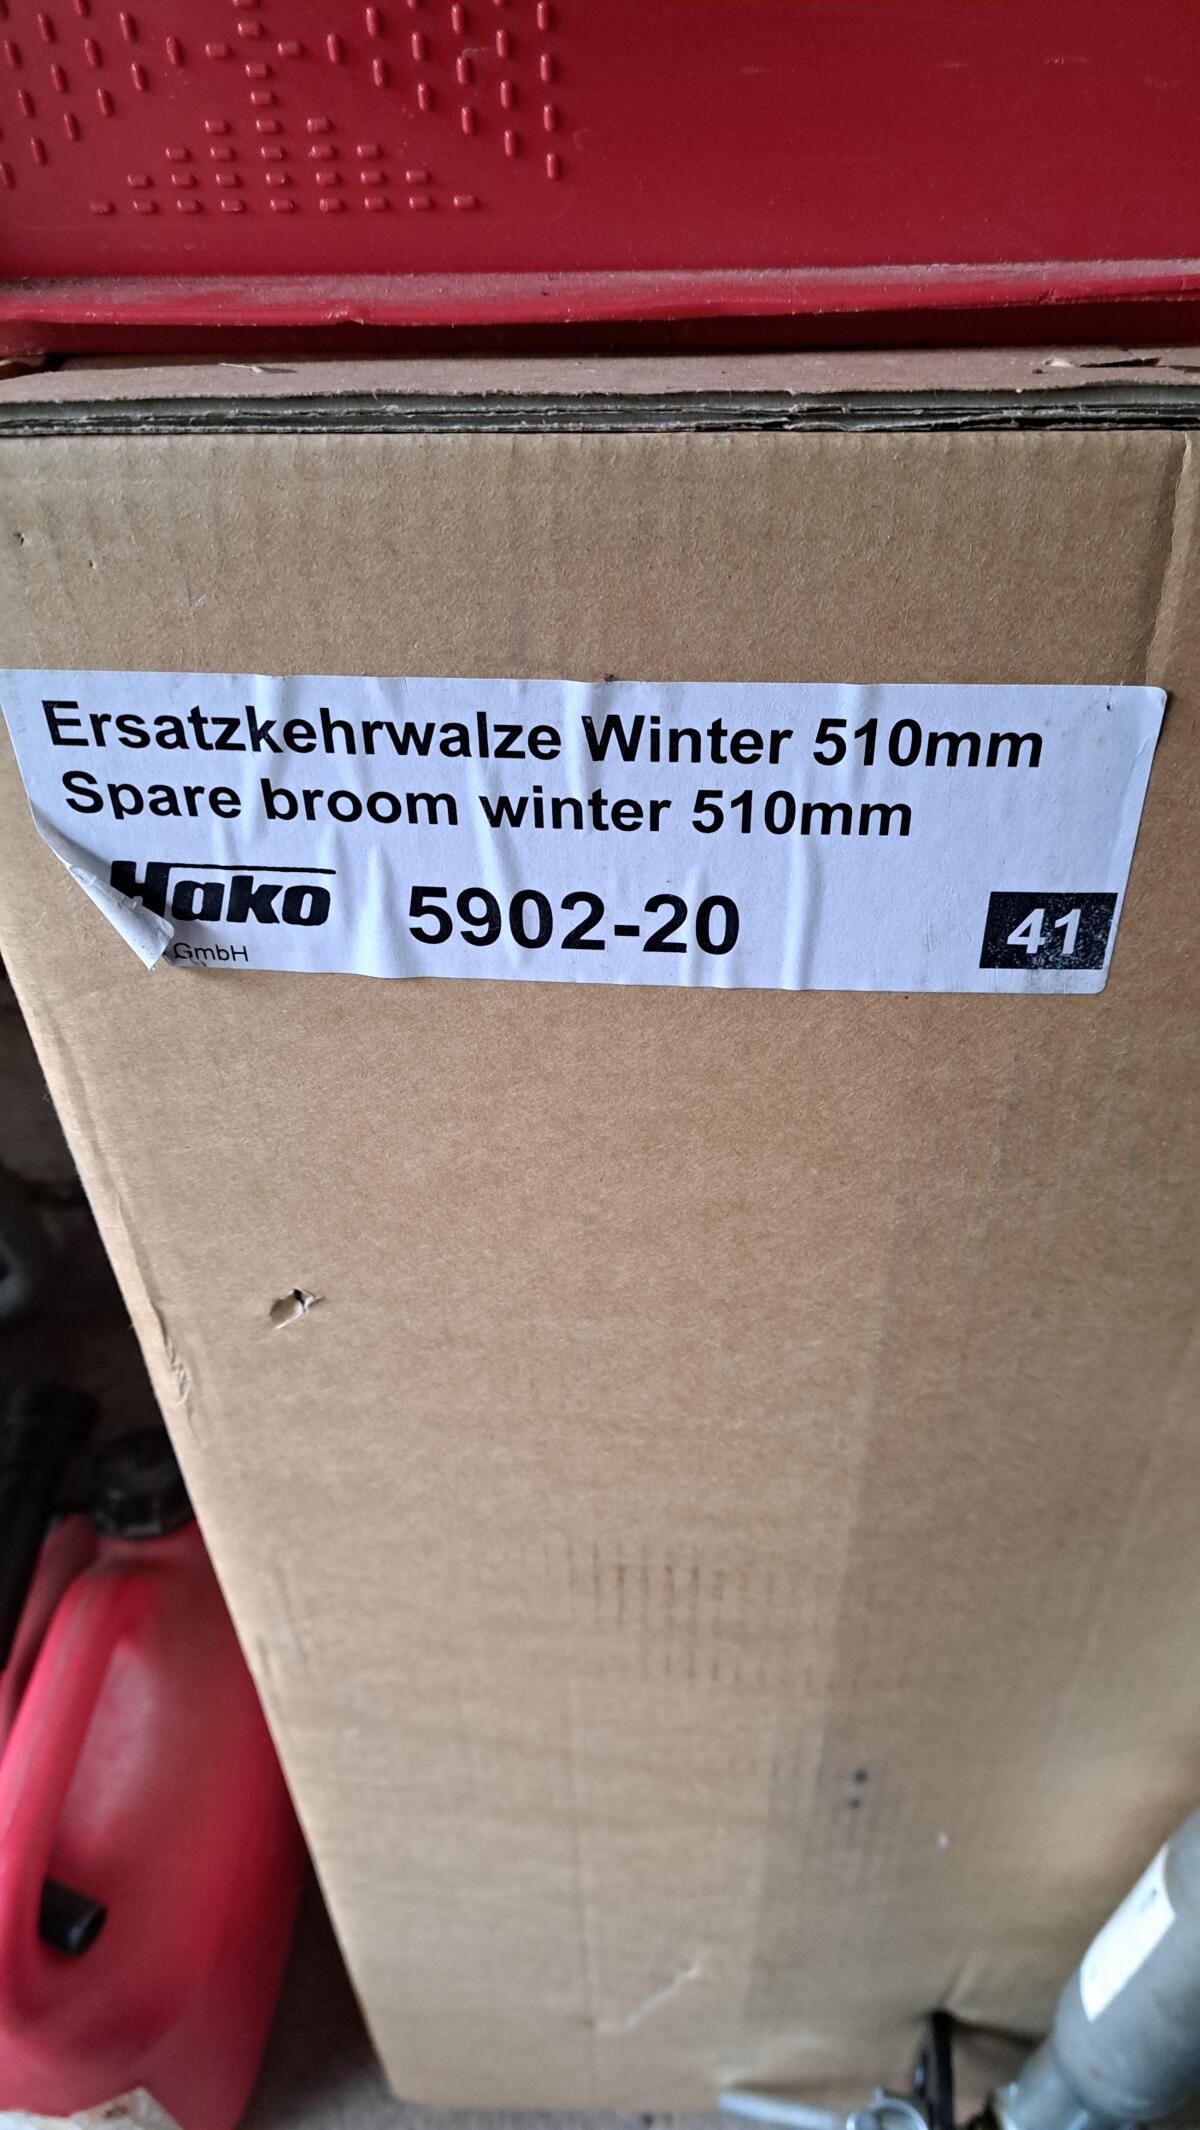 Ersatzkehrwalze Winter 510mm
Spare broom winter 510mm
Hako 5902-20 41
GmbH